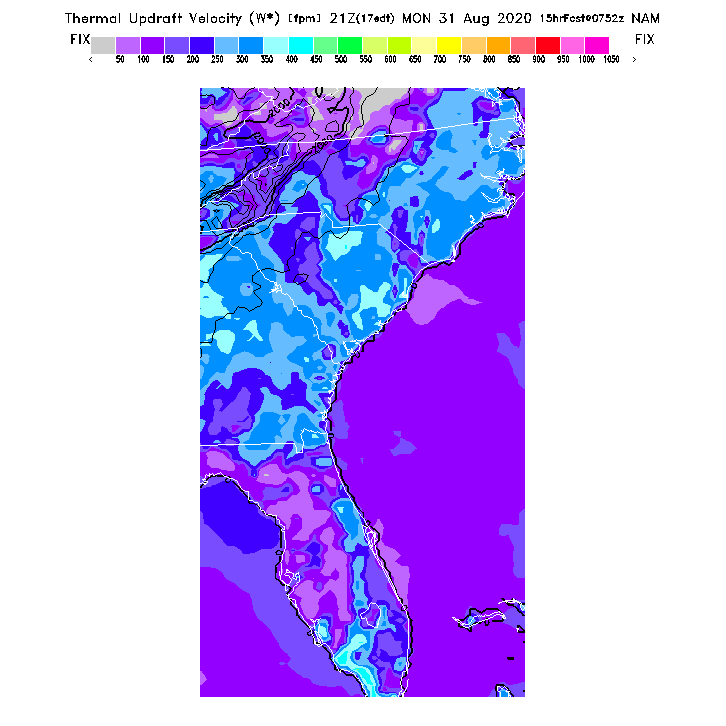 Thermal Updraft Velocity (W*) [fpm] 21Z(17edt) MON 31 Aug 2020 15hrFcst@0752z NAM
FIX FIX
< 50 100 150 200 250 300 350 400 450 500 550 600 650 700 750 800 850 900 950 1000 1050 >
2000